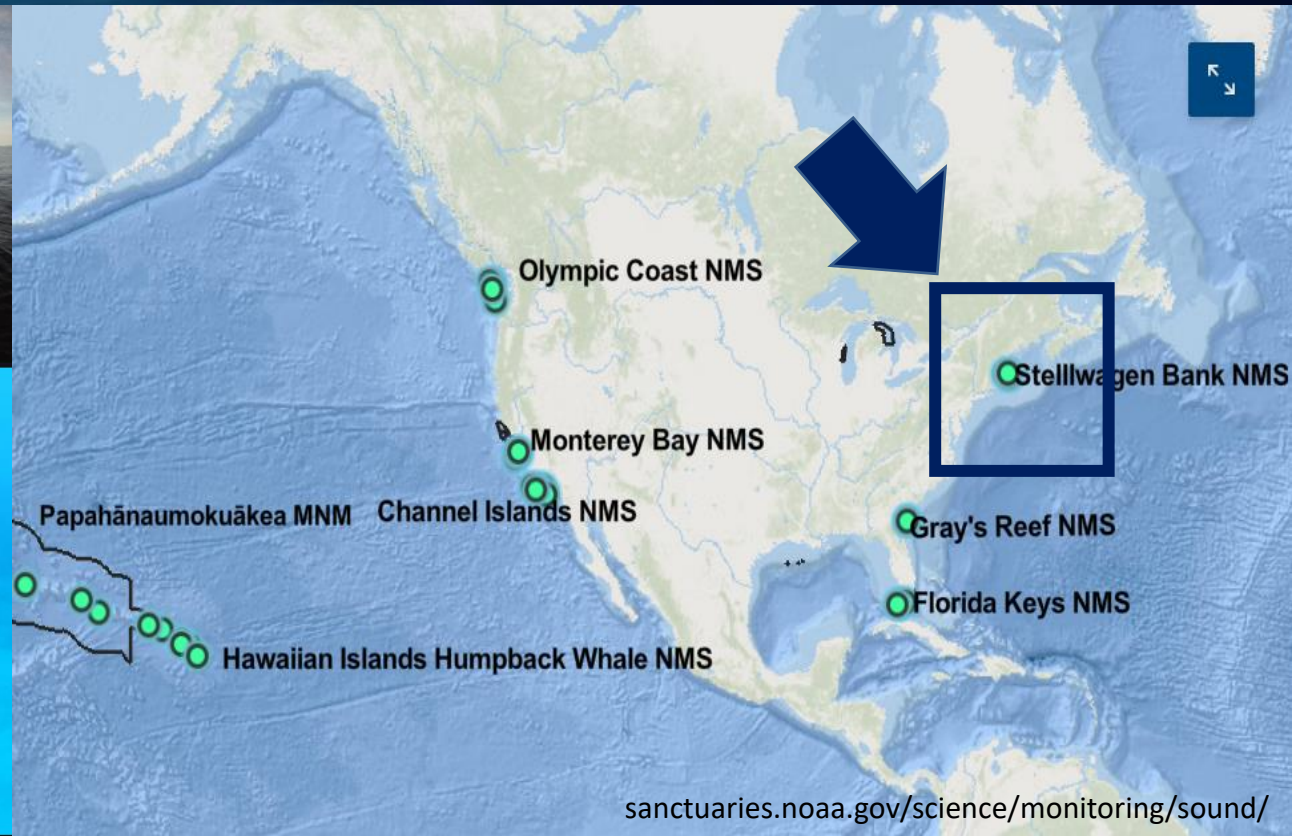 Olympic Coast NMS
Stelllwagen Bank NMS
Monterey Bay NMS
Papahānaumokuākea MNM
Channel Islands NMS
Gray's Reef NMS
Florida Keys NMS
Hawaiian Islands Humpback Whale NMS
sanctuaries.noaa.gov/science/monitoring/sound/